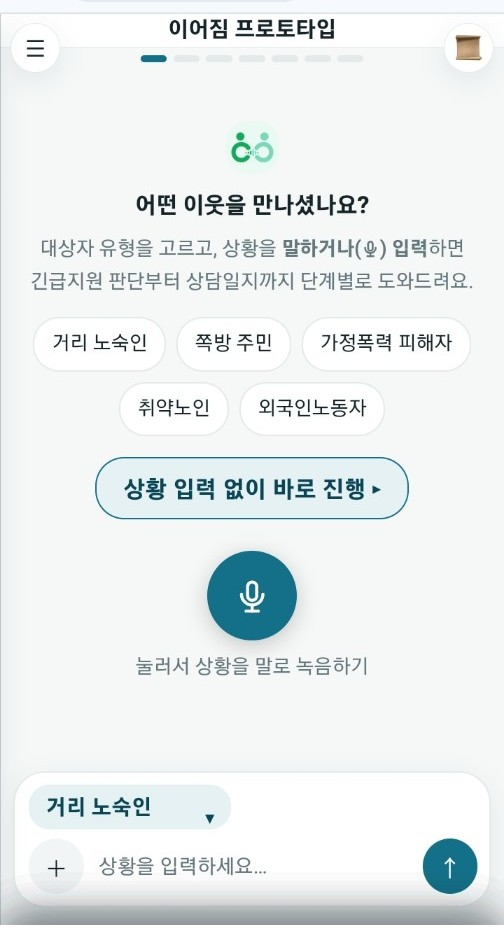 이어짐 프로토타입
어떤 이웃을 만나셨나요?
대상자 유형을 고르고, 상황을 말하거나(🎙) 입력하면
긴급지원 판단부터 상담일지까지 단계별로 도와드려요.
거리 노숙인 쪽방 주민 가정폭력 피해자
취약노인 외국인노동자
상황 입력 없이 바로 진행 ▸
눌러서 상황을 말로 녹음하기
거리 노숙인 ▼
상황을 입력하세요...